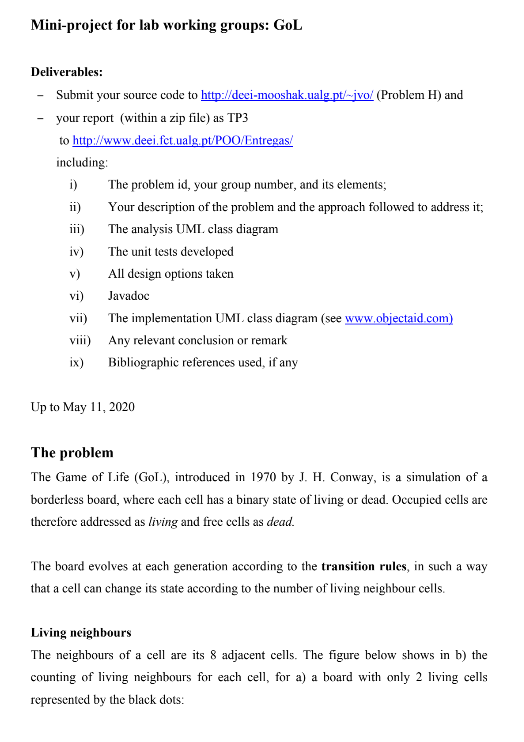 Mini-project for lab working groups: GoL
Deliverables:
– Submit your source code to http://deei-mooshak.ualg.pt/~jvo/ (Problem H) and
– your report (within a zip file) as TP3
to http://www.deei.fct.ualg.pt/POO/Entregas/
including:
i) The problem id, your group number, and its elements;
ii) Your description of the problem and the approach followed to address it;
iii) The analysis UML class diagram
iv) The unit tests developed
v) All design options taken
vi) Javadoc
vii) The implementation UML class diagram (see www.objectaid.com)
viii) Any relevant conclusion or remark
ix) Bibliographic references used, if any
Up to May 11, 2020
The problem
The Game of Life (GoL), introduced in 1970 by J. H. Conway, is a simulation of a
borderless board, where each cell has a binary state of living or dead. Occupied cells are
therefore addressed as living and free cells as dead.
The board evolves at each generation according to the transition rules, in such a way
that a cell can change its state according to the number of living neighbour cells.
Living neighbours
The neighbours of a cell are its 8 adjacent cells. The figure below shows in b) the
counting of living neighbours for each cell, for a) a board with only 2 living cells
represented by the black dots: